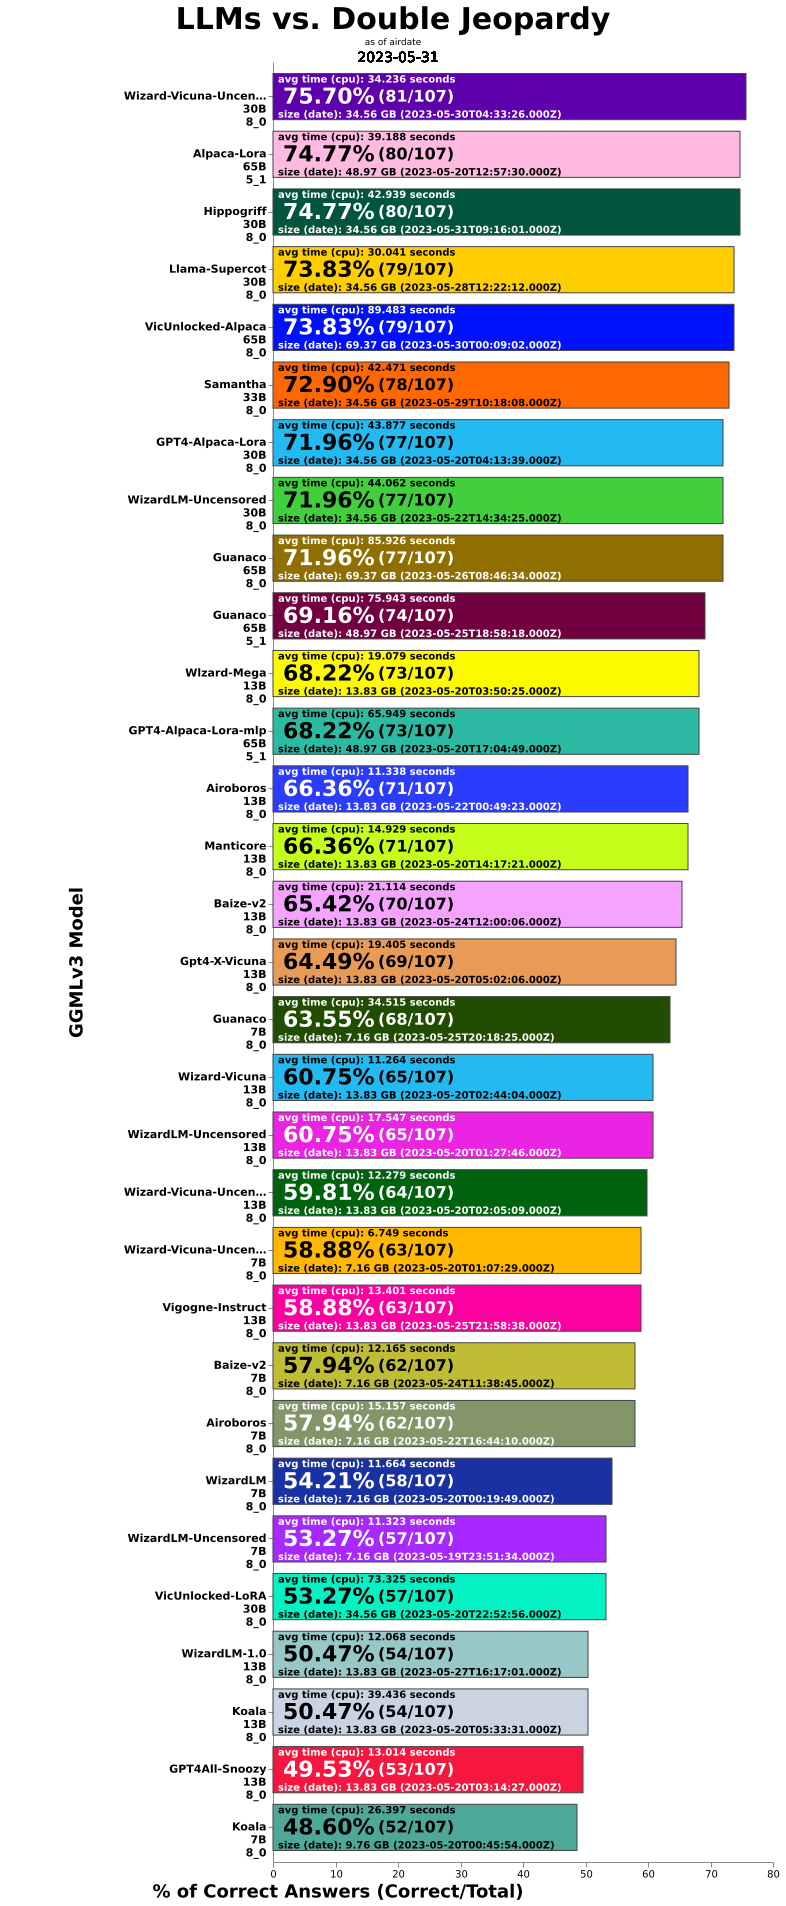 LLMs vs. Double Jeopardy
as of airdate
2023-05-31
Wizard-Vicuna-Uncen...
30B
8_0
avg time (cpu): 34.236 seconds
75.70% (81/107)
size (date): 34.56 GB (2023-05-30T04:33:26.000Z)
Alpaca-Lora
65B
5_1
avg time (cpu): 39.188 seconds
74.77% (80/107)
size (date): 48.97 GB (2023-05-20T12:57:30.000Z)
Hippogriff
30B
8_0
avg time (cpu): 42.939 seconds
74.77% (80/107)
size (date): 34.56 GB (2023-05-31T09:16:01.000Z)
Llama-Supercot
30B
8_0
avg time (cpu): 30.041 seconds
73.83% (79/107)
size (date): 34.56 GB (2023-05-28T12:22:12.000Z)
VicUnlocked-Alpaca
65B
8_0
avg time (cpu): 89.483 seconds
73.83% (79/107)
size (date): 69.37 GB (2023-05-30T00:09:02.000Z)
Samantha
33B
8_0
avg time (cpu): 42.471 seconds
72.90% (78/107)
size (date): 34.56 GB (2023-05-29T10:18:08.000Z)
GPT4-Alpaca-Lora
30B
8_0
avg time (cpu): 43.877 seconds
71.96% (77/107)
size (date): 34.56 GB (2023-05-20T04:13:39.000Z)
WizardLM-Uncensored
30B
8_0
avg time (cpu): 44.062 seconds
71.96% (77/107)
size (date): 34.56 GB (2023-05-22T14:34:25.000Z)
Guanaco
65B
8_0
avg time (cpu): 85.926 seconds
71.96% (77/107)
size (date): 69.37 GB (2023-05-26T08:46:34.000Z)
Guanaco
65B
5_1
avg time (cpu): 75.943 seconds
69.16% (74/107)
size (date): 48.97 GB (2023-05-25T18:58:18.000Z)
WIzard-Mega
13B
8_0
avg time (cpu): 19.079 seconds
68.22% (73/107)
size (date): 13.83 GB (2023-05-20T03:50:25.000Z)
GPT4-Alpaca-Lora-mlp
65B
5_1
avg time (cpu): 65.949 seconds
68.22% (73/107)
size (date): 48.97 GB (2023-05-20T17:04:49.000Z)
Airoboros
13B
8_0
avg time (cpu): 11.338 seconds
66.36% (71/107)
size (date): 13.83 GB (2023-05-22T00:49:23.000Z)
Manticore
13B
8_0
avg time (cpu): 14.929 seconds
66.36% (71/107)
size (date): 13.83 GB (2023-05-20T14:17:21.000Z)
Baize-v2
13B
8_0
avg time (cpu): 21.114 seconds
65.42% (70/107)
size (date): 13.83 GB (2023-05-24T12:00:06.000Z)
Gpt4-X-Vicuna
13B
8_0
avg time (cpu): 19.405 seconds
64.49% (69/107)
size (date): 13.83 GB (2023-05-20T05:02:06.000Z)
Guanaco
7B
8_0
avg time (cpu): 34.515 seconds
63.55% (68/107)
size (date): 7.16 GB (2023-05-25T20:18:25.000Z)
Wizard-Vicuna
13B
8_0
avg time (cpu): 11.264 seconds
60.75% (65/107)
size (date): 13.83 GB (2023-05-20T02:44:04.000Z)
WizardLM-Uncensored
13B
8_0
avg time (cpu): 17.547 seconds
60.75% (65/107)
size (date): 13.83 GB (2023-05-20T01:27:46.000Z)
Wizard-Vicuna-Uncen...
13B
8_0
avg time (cpu): 12.279 seconds
59.81% (64/107)
size (date): 13.83 GB (2023-05-20T02:05:09.000Z)
Wizard-Vicuna-Uncen...
7B
8_0
avg time (cpu): 6.749 seconds
58.88% (63/107)
size (date): 7.16 GB (2023-05-20T01:07:29.000Z)
Vigogne-Instruct
13B
8_0
avg time (cpu): 13.401 seconds
58.88% (63/107)
size (date): 13.83 GB (2023-05-25T21:58:38.000Z)
Baize-v2
7B
8_0
avg time (cpu): 12.165 seconds
57.94% (62/107)
size (date): 7.16 GB (2023-05-24T11:38:45.000Z)
Airoboros
7B
8_0
avg time (cpu): 15.157 seconds
57.94% (62/107)
size (date): 7.16 GB (2023-05-22T16:44:10.000Z)
WizardLM
7B
8_0
avg time (cpu): 11.664 seconds
54.21% (58/107)
size (date): 7.16 GB (2023-05-20T00:19:49.000Z)
WizardLM-Uncensored
7B
8_0
avg time (cpu): 11.323 seconds
53.27% (57/107)
size (date): 7.16 GB (2023-05-19T23:51:34.000Z)
VicUnlocked-LoRA
30B
8_0
avg time (cpu): 73.325 seconds
53.27% (57/107)
size (date): 34.56 GB (2023-05-20T22:52:56.000Z)
WizardLM-1.0
13B
8_0
avg time (cpu): 12.068 seconds
50.47% (54/107)
size (date): 13.83 GB (2023-05-27T16:17:01.000Z)
Koala
13B
8_0
avg time (cpu): 39.436 seconds
50.47% (54/107)
size (date): 13.83 GB (2023-05-20T05:33:31.000Z)
GPT4All-Snoozy
13B
8_0
avg time (cpu): 13.014 seconds
49.53% (53/107)
size (date): 13.83 GB (2023-05-20T03:14:27.000Z)
Koala
7B
8_0
avg time (cpu): 26.397 seconds
48.60% (52/107)
size (date): 9.76 GB (2023-05-20T00:45:54.000Z)
GGMLv3 Model
0 10 20 30 40 50 60 70 80
% of Correct Answers (Correct/Total)